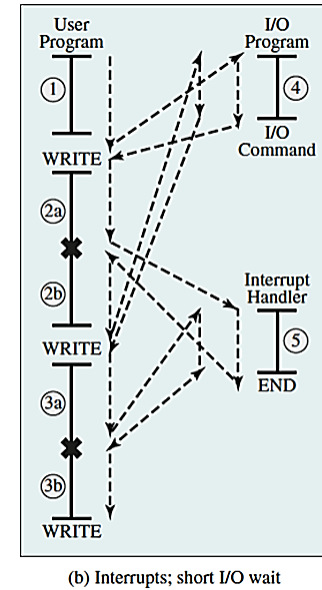 User
Program
I/O
Program
1
4
WRITE
I/O
Command
2a
2b
Interrupt
Handler
5
WRITE
END
3a
3b
WRITE
(b) Interrupts; short I/O wait